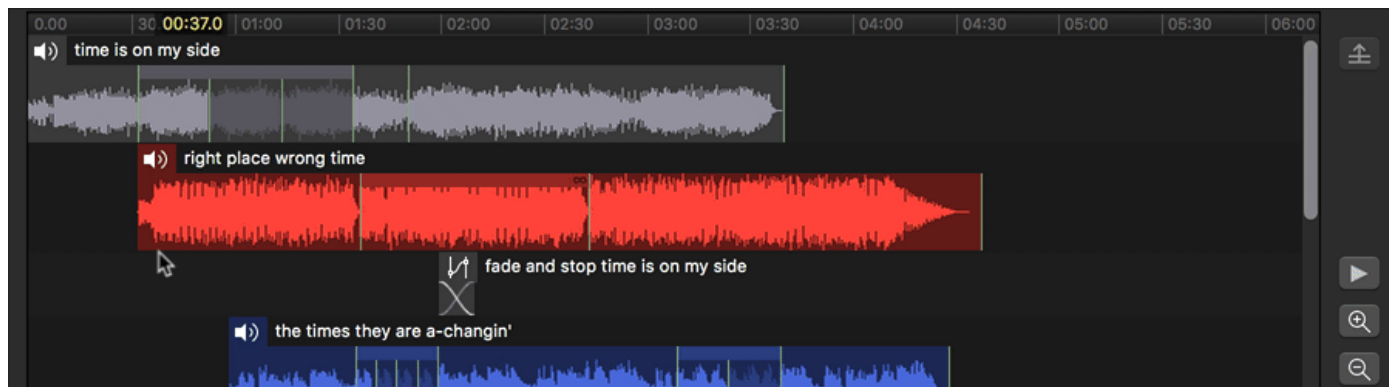 0.00 30 00:37.0 01:00 01:30 02:00 02:30 03:00 03:30 04:00 04:30 05:00 05:30 06:00
time is on my side
right place wrong time
∞
fade and stop time is on my side
the times they are a-changin'